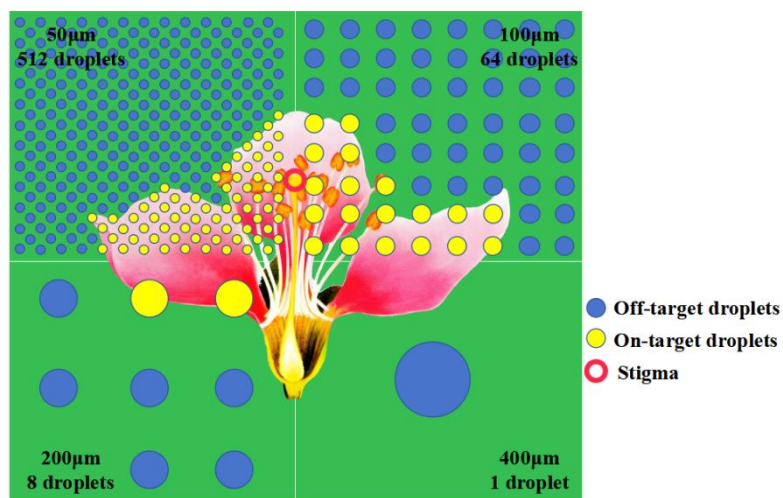 50μm
512 droplets
100μm
64 droplets
Off-target droplets
On-target droplets
Stigma
200μm
8 droplets
400μm
1 droplet